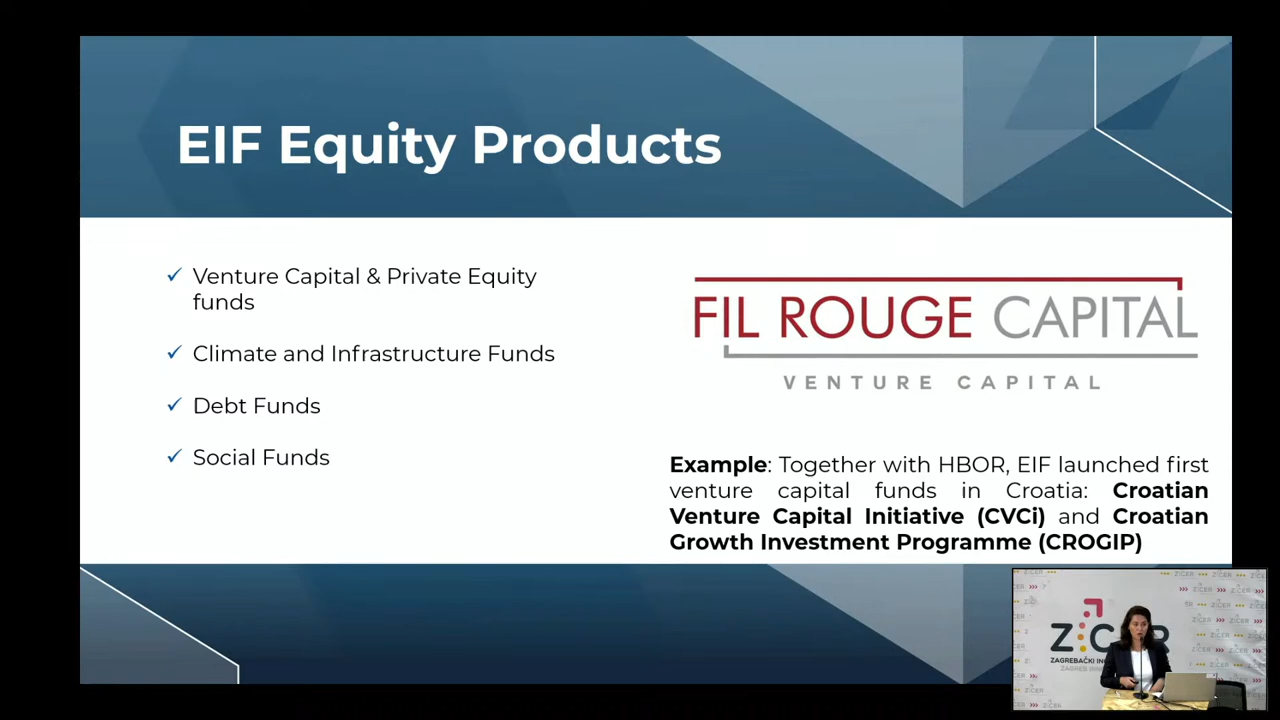 EIF Equity Products
✓ Venture Capital & Private Equity
funds
✓ Climate and Infrastructure Funds
✓ Debt Funds
✓ Social Funds
FIL ROUGE CAPITAL
VENTURE CAPITAL
Example: Together with HBOR, EIF launched first
venture capital funds in Croatia: Croatian
Venture Capital Initiative (CVCi) and Croatian
Growth Investment Programme (CROGIP)
ZICER
ZAGREBAČKI
ZAGREB